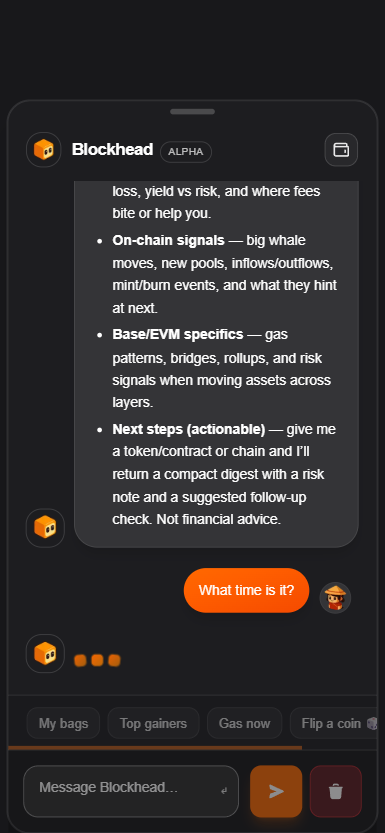 Blockhead ALPHA
loss, yield vs risk, and where fees
bite or help you.
• On-chain signals — big whale
moves, new pools, inflows/outflows,
mint/burn events, and what they hint
at next.
• Base/EVM specifics — gas
patterns, bridges, rollups, and risk
signals when moving assets across
layers.
• Next steps (actionable) — give me
a token/contract or chain and I’ll
return a compact digest with a risk
note and a suggested follow-up
check. Not financial advice.
What time is it?
My bags Top gainers Gas now Flip a coin
Message Blockhead…